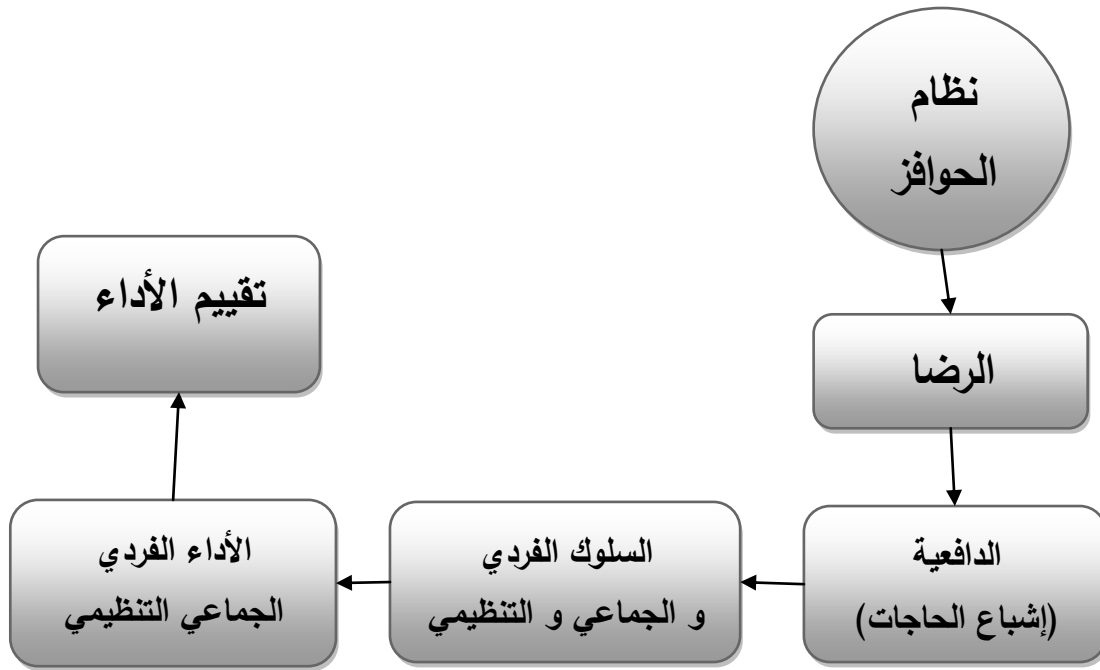 نظام
الحوافز
الرضا
الدافعية
(إشباع الحاجات)
السلوك الفردي
و الجماعي و التنظيمي
الأداء الفردي
الجماعي التنظيمي
تقييم الأداء